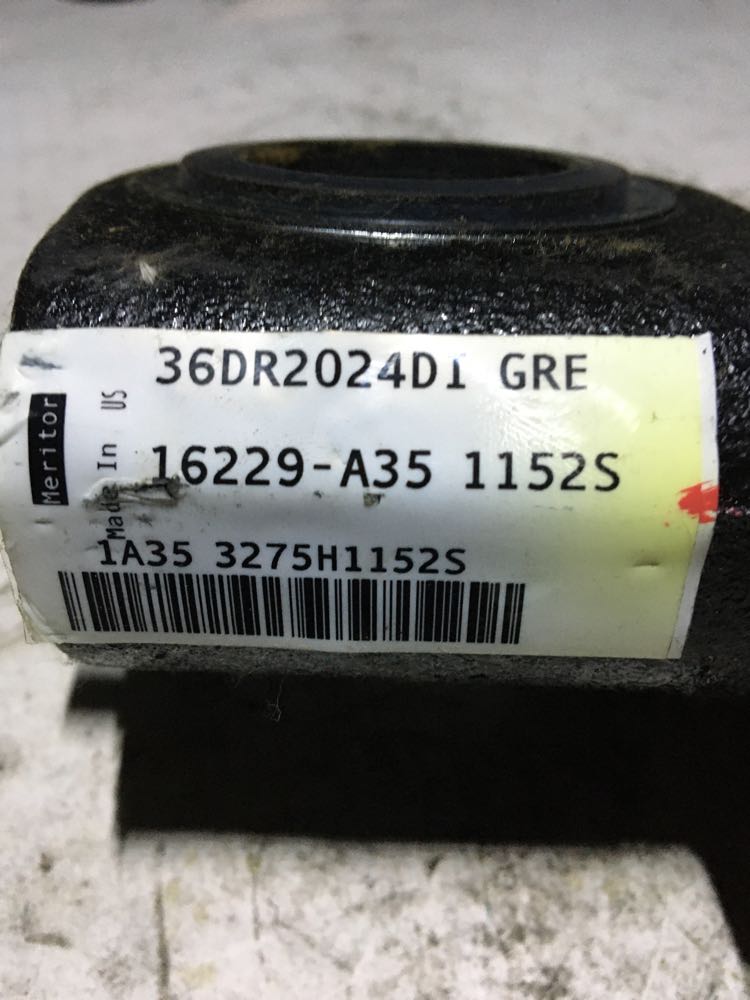 Meritor
Made In US
36DR2024D1 GRE
16229-A35 1152S
1A35 3275H1152S